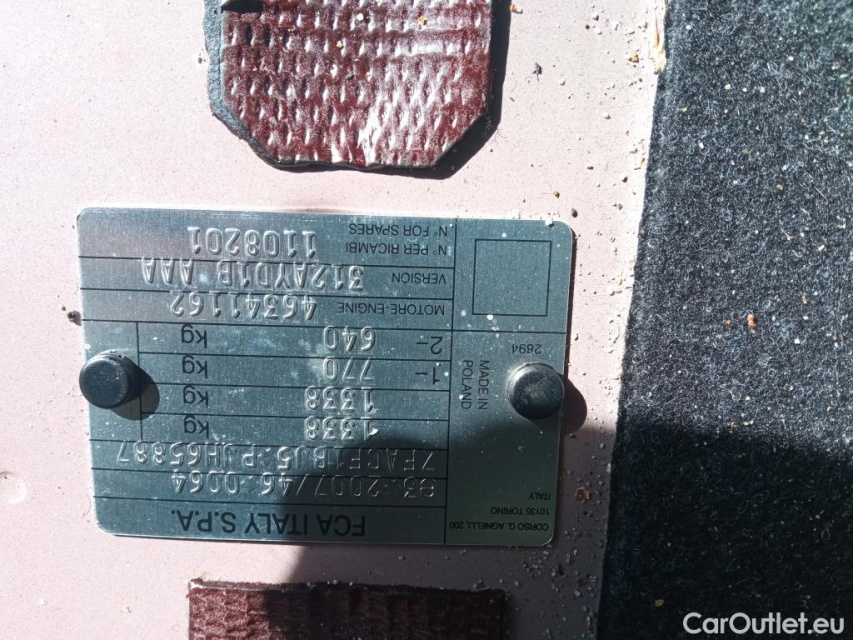 FCA ITALY S.P.A.
CORSO G. AGNELLI, 200
10135 TORINO
ITALY
e3*2007/46*0064
ZFACF1BJ5PJH65887
1338 kg
1338 kg
1- 770 kg
2- 640 kg
MADE IN
POLAND
2894
MOTORE-ENGINE 46341162
VERSION 312AYD1B AAA
N° PER RICAMBI
N° FOR SPARES
1108201
CarOutlet.eu